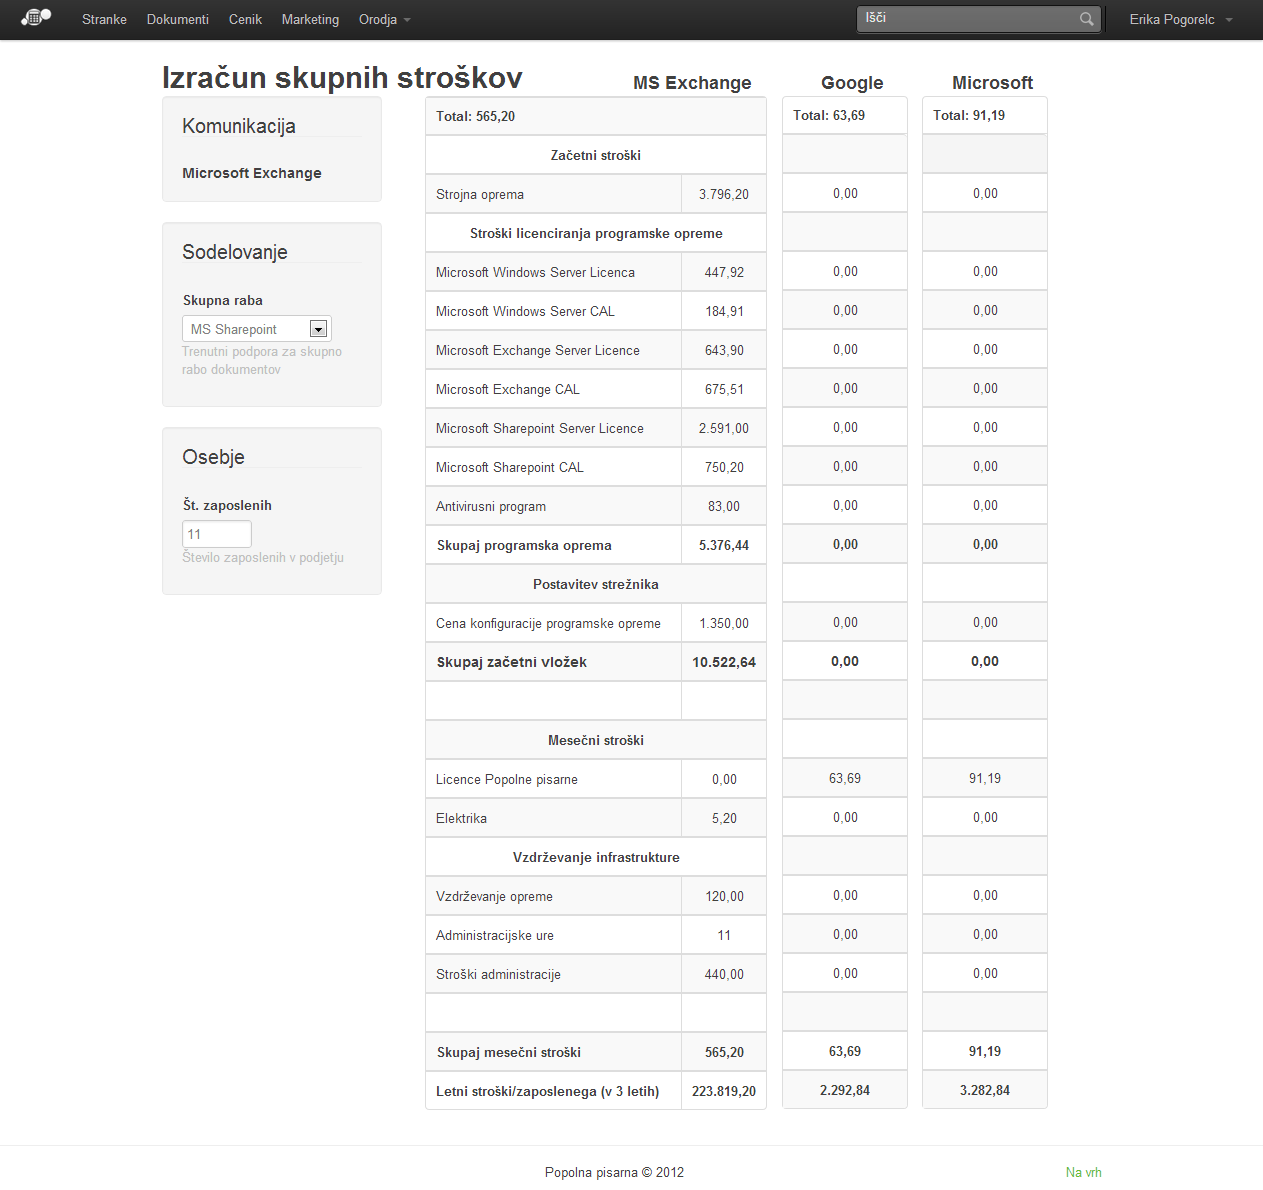 Stranke Dokumenti Cenik Marketing Orodja Išči Erika Pogorelc
Izračun skupnih stroškov
Komunikacija
Microsoft Exchange
Sodelovanje
Skupna raba
MS Sharepoint
Trenutni podpora za skupno
rabo dokumentov
Osebje
Št. zaposlenih
11
Število zaposlenih v podjetju
MS Exchange Google Microsoft
Total: 565,20 Total: 63,69 Total: 91,19
Začetni stroški
Strojna oprema 3.796,20 0,00 0,00
Stroški licenciranja programske opreme
Microsoft Windows Server Licenca 447,92 0,00 0,00
Microsoft Windows Server CAL 184,91 0,00 0,00
Microsoft Exchange Server Licence 643,90 0,00 0,00
Microsoft Exchange CAL 675,51 0,00 0,00
Microsoft Sharepoint Server Licence 2.591,00 0,00 0,00
Microsoft Sharepoint CAL 750,20 0,00 0,00
Antivirusni program 83,00 0,00 0,00
Skupaj programska oprema 5.376,44 0,00 0,00
Postavitev strežnika
Cena konfiguracije programske opreme 1.350,00 0,00 0,00
Skupaj začetni vložek 10.522,64 0,00 0,00
Mesečni stroški
Licence Popolne pisarne 0,00 63,69 91,19
Elektrika 5,20 0,00 0,00
Vzdrževanje infrastrukture
Vzdrževanje opreme 120,00 0,00 0,00
Administracijske ure 11 0,00 0,00
Stroški administracije 440,00 0,00 0,00
Skupaj mesečni stroški 565,20 63,69 91,19
Letni stroški/zaposlenega (v 3 letih) 223.819,20 2.292,84 3.282,84
Popolna pisarna © 2012 Na vrh